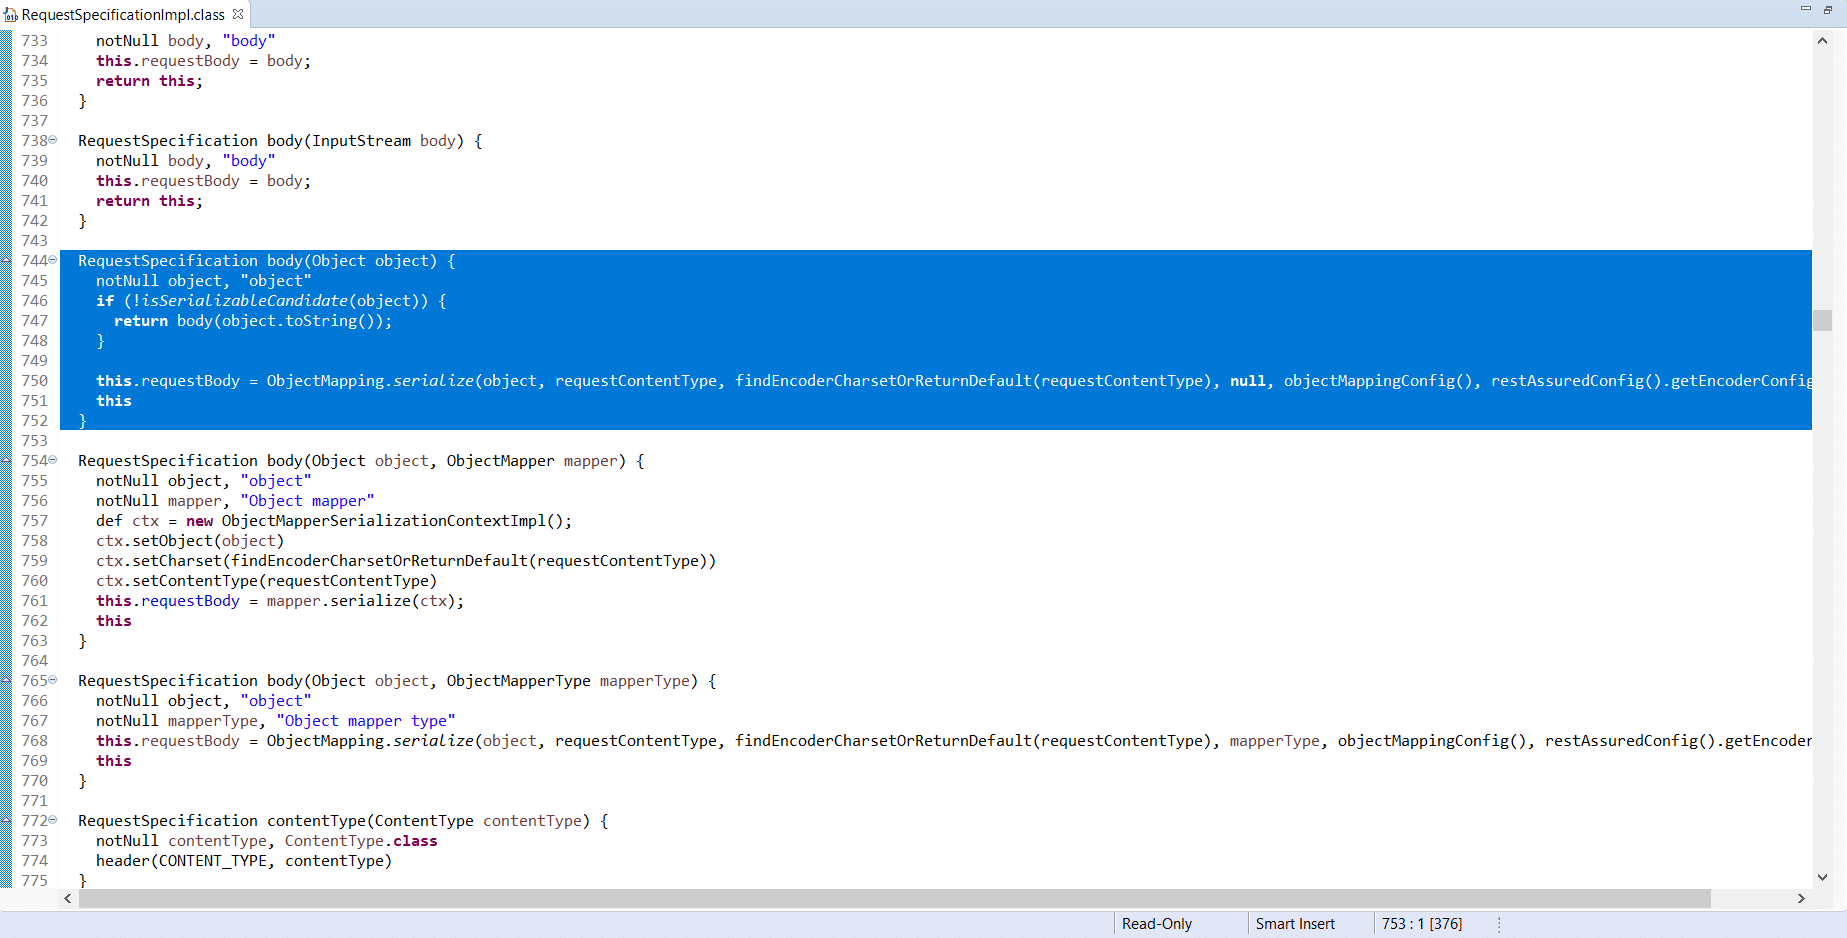 RequestSpecificationImpl.class
733 notNull body, "body"
734 this.requestBody = body;
735 return this;
736 }
737
738 RequestSpecification body(InputStream body) {
739 notNull body, "body"
740 this.requestBody = body;
741 return this;
742 }
743
744 RequestSpecification body(Object object) {
745 notNull object, "object"
746 if (!isSerializableCandidate(object)) {
747 return body(object.toString());
748 }
749
750 this.requestBody = ObjectMapping.serialize(object, requestContentType, findEncoderCharsetOrReturnDefault(requestContentType), null, objectMappingConfig(), restAssuredConfig().getEncoderConfig
751 this
752 }
753
754 RequestSpecification body(Object object, ObjectMapper mapper) {
755 notNull object, "object"
756 notNull mapper, "Object mapper"
757 def ctx = new ObjectMapperSerializationContextImpl();
758 ctx.setObject(object)
759 ctx.setCharset(findEncoderCharsetOrReturnDefault(requestContentType))
760 ctx.setContentType(requestContentType)
761 this.requestBody = mapper.serialize(ctx);
762 this
763 }
764
765 RequestSpecification body(Object object, ObjectMapperType mapperType) {
766 notNull object, "object"
767 notNull mapperType, "Object mapper type"
768 this.requestBody = ObjectMapping.serialize(object, requestContentType, findEncoderCharsetOrReturnDefault(requestContentType), mapperType, objectMappingConfig(), restAssuredConfig().getEncoder
769 this
770 }
771
772 RequestSpecification contentType(ContentType contentType) {
773 notNull contentType, ContentType.class
774 header(CONTENT_TYPE, contentType)
775 }
Read-Only Smart Insert 753 : 1 [376]